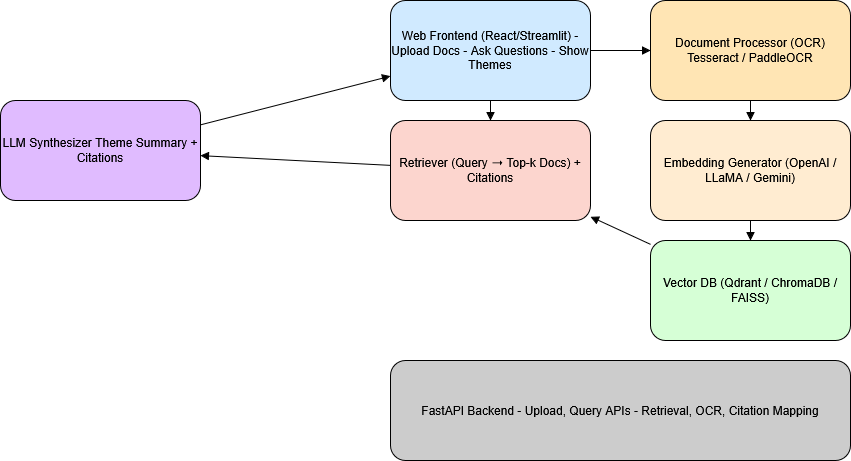 Web Frontend (React/Streamlit) -
Upload Docs - Ask Questions - Show
Themes
Document Processor (OCR)
Tesseract / PaddleOCR
LLM Synthesizer Theme Summary +
Citations
Retriever (Query → Top-k Docs) +
Citations
Embedding Generator (OpenAI /
LLaMA / Gemini)
Vector DB (Qdrant / ChromaDB /
FAISS)
FastAPI Backend - Upload, Query APIs - Retrieval, OCR, Citation Mapping